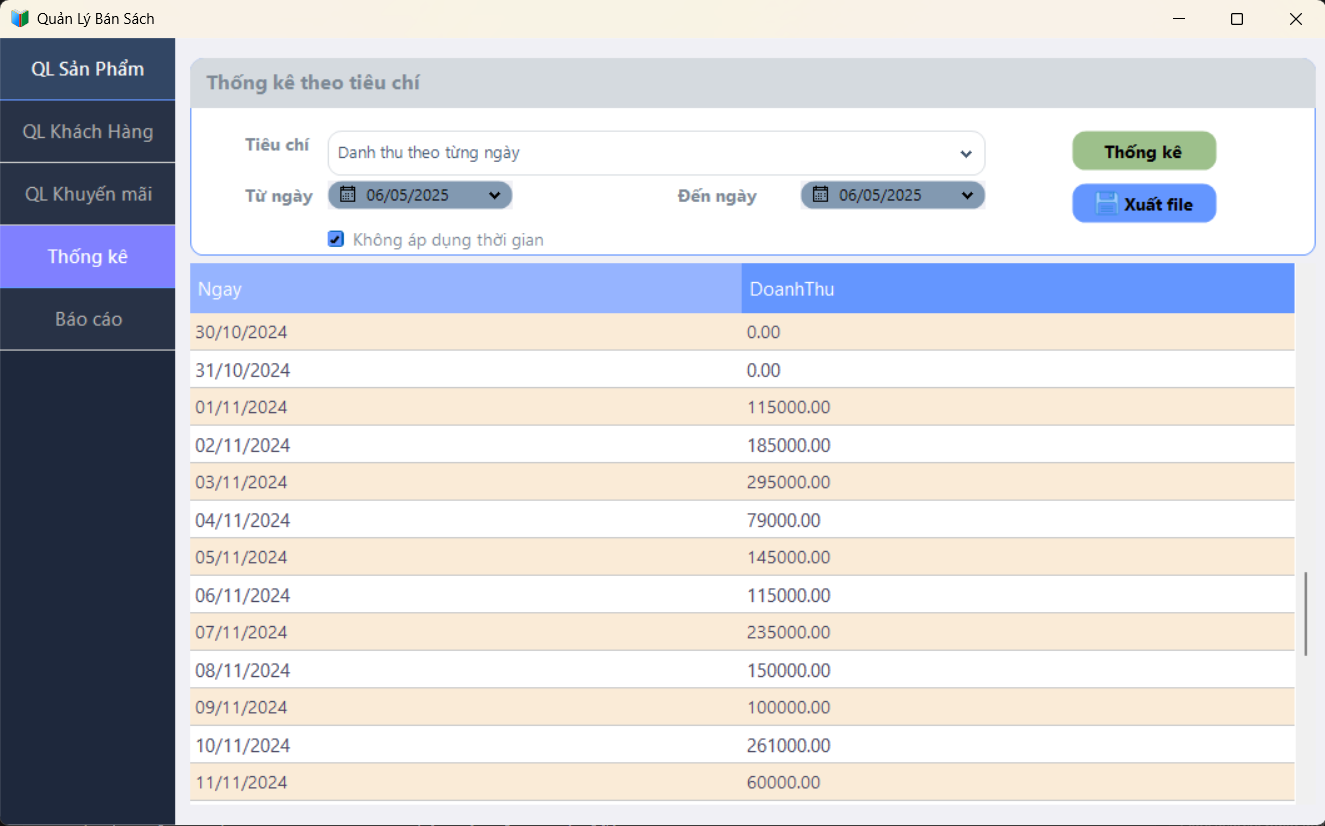 Quản Lý Bán Sách
QL Sản Phẩm
QL Khách Hàng
QL Khuyến mãi
Thống kê
Báo cáo
Thống kê theo tiêu chí
Tiêu chí
Danh thu theo từng ngày
Thống kê
Từ ngày
06/05/2025
Đến ngày
06/05/2025
Xuất file
Không áp dụng thời gian
Ngay DoanhThu
30/10/2024 0.00
31/10/2024 0.00
01/11/2024 115000.00
02/11/2024 185000.00
03/11/2024 295000.00
04/11/2024 79000.00
05/11/2024 145000.00
06/11/2024 115000.00
07/11/2024 235000.00
08/11/2024 150000.00
09/11/2024 100000.00
10/11/2024 261000.00
11/11/2024 60000.00